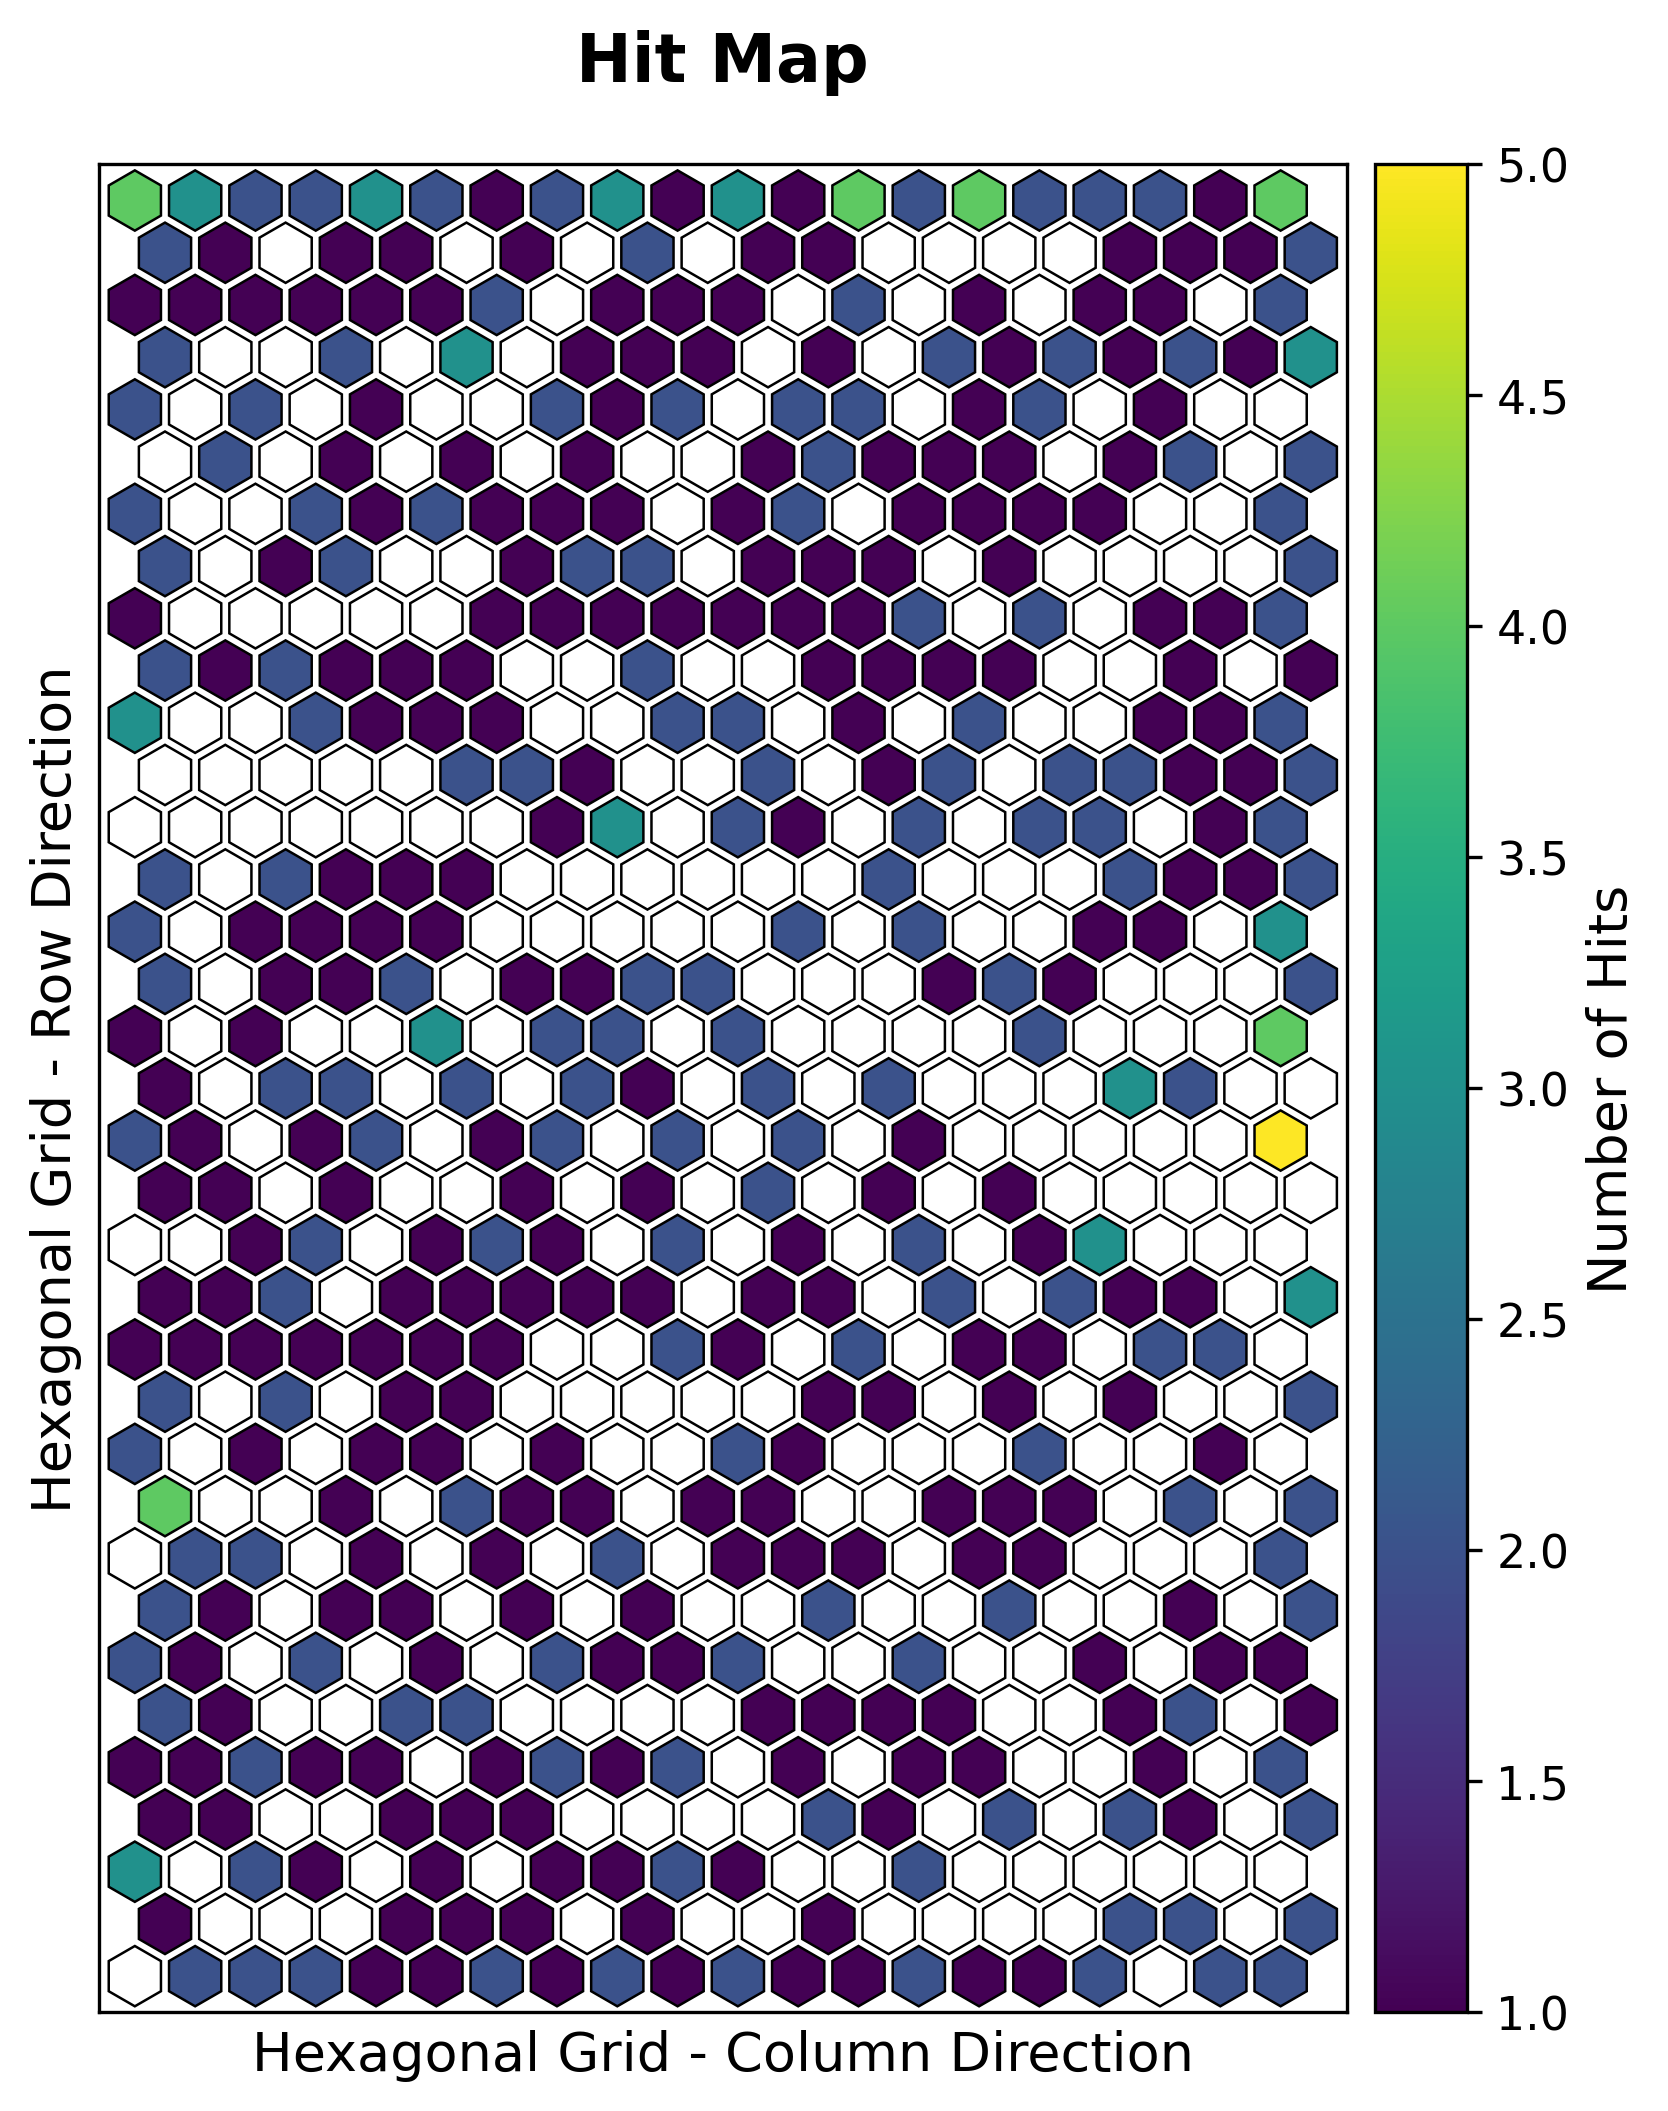 Hit Map
Hexagonal Grid - Row Direction
Hexagonal Grid - Column Direction
5.0
4.5
4.0
3.5
3.0
2.5
2.0
1.5
1.0
Number of Hits